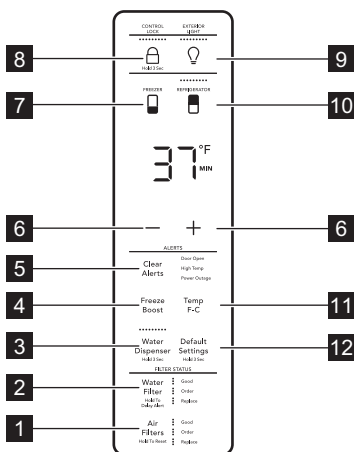 CONTROL LOCK
EXTERIOR LIGHT
8
Hold 3 Sec
9
7
FREEZER
REFRIGERATOR
10
37 °F
MIN
6
−
+
6
ALERTS
5
Clear Alerts
Door Open
High Temp
Power Outage
4
Freeze Boost
Temp F-C
11
3
Water Dispenser
Hold 3 Sec
Default Settings
Hold 3 Sec
12
FILTER STATUS
2
Water Filter
Hold To Delay Alert
Good
Order
Replace
1
Air Filters
Hold To Reset
Good
Order
Replace